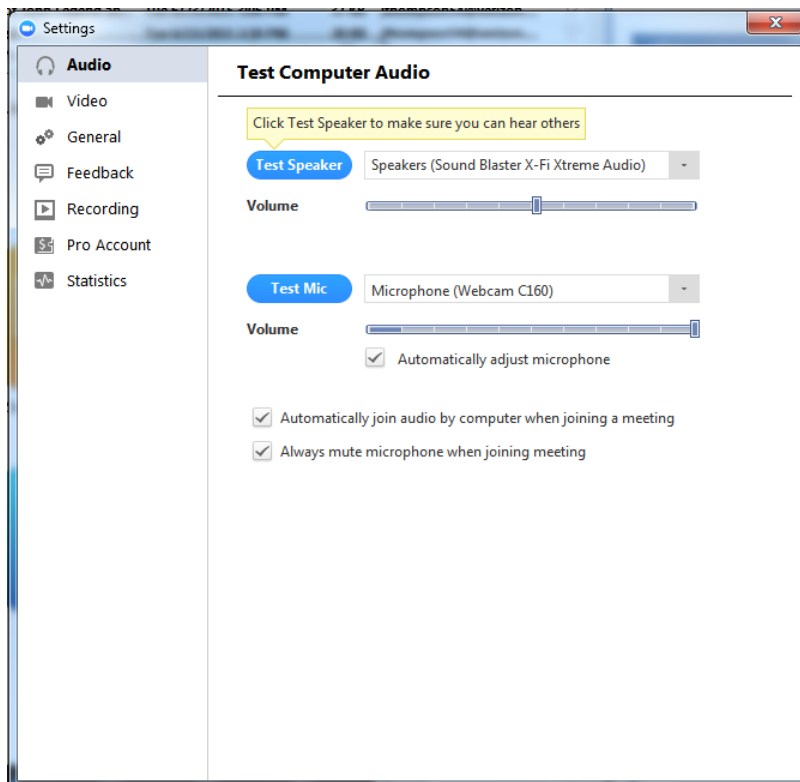 Settings
Audio
Video
General
Feedback
Recording
Pro Account
Statistics
Test Computer Audio
Click Test Speaker to make sure you can hear others
Test Speaker Speakers (Sound Blaster X-Fi Xtreme Audio)
Volume
Test Mic Microphone (Webcam C160)
Volume
Automatically adjust microphone
Automatically join audio by computer when joining a meeting
Always mute microphone when joining meeting